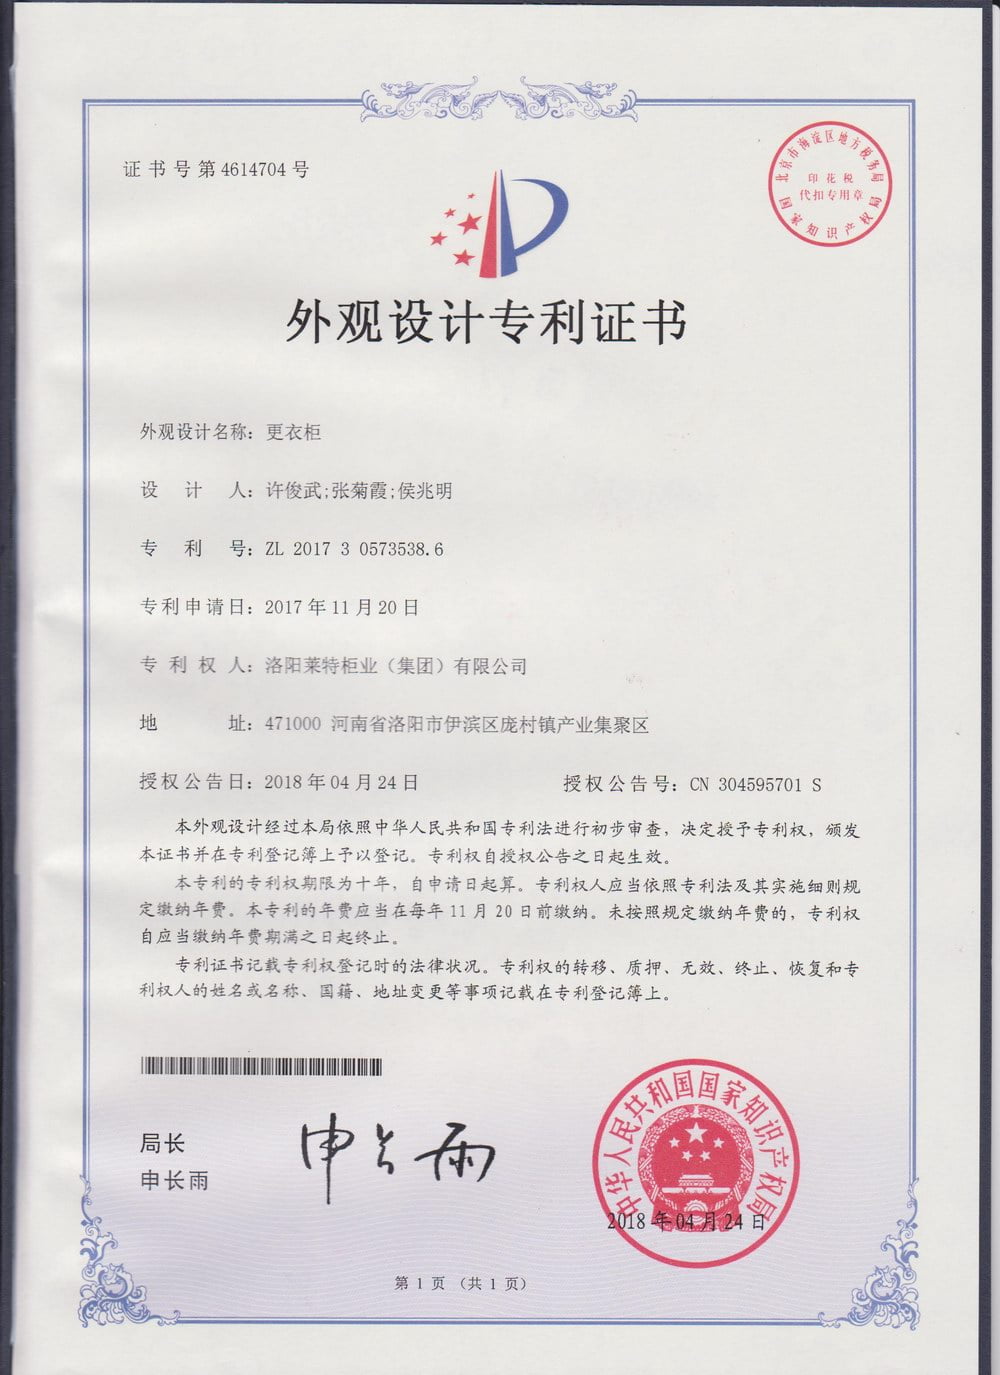 证书号第4614704号
北京市海淀区地方税务局
印花税
代扣专用章
国家知识产权局
外观设计专利证书
外观设计名称：更衣柜
设计人：许俊武;张菊霞;侯兆明
专利号：ZL 2017 3 0573538.6
专利申请日：2017年11月20日
专利权人：洛阳莱特柜业（集团）有限公司
地址：471000 河南省洛阳市伊滨区庞村镇产业集聚区
授权公告日：2018年04月24日 授权公告号：CN 304595701 S
本外观设计经过本局依照中华人民共和国专利法进行初步审查，决定授予专利权，颁发
本证书并在专利登记簿上予以登记。专利权自授权公告之日起生效。
本专利的专利权期限为十年，自申请日起算。专利权人应当依照专利法及其实施细则规
定缴纳年费。本专利的年费应当在每年11月20日前缴纳。未按照规定缴纳年费的，专利权
自应当缴纳年费期满之日起终止。
专利证书记载专利权登记时的法律状况。专利权的转移、质押、无效、终止、恢复和专
利权人的姓名或名称、国籍、地址变更等事项记载在专利登记簿上。
局长
申长雨
申长雨
中华人民共和国国家知识产权局
2018年04月24日
第1页（共1页）